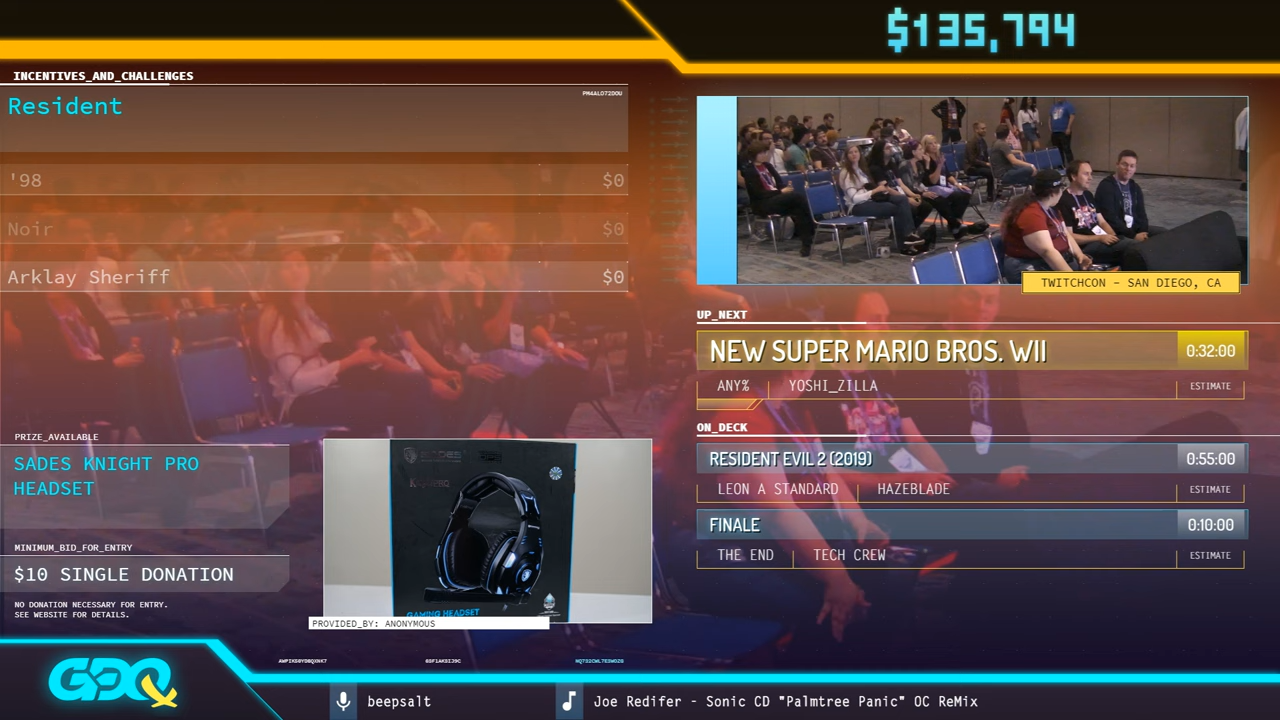 $135,794
INCENTIVES_AND_CHALLENGES
Resident
'98 $0
Noir $0
Arklay Sheriff $0
TWITCHCON - SAN DIEGO, CA
UP_NEXT
NEW SUPER MARIO BROS. WII 0:32:00
ANY% YOSHI_ZILLA ESTIMATE
ON_DECK
RESIDENT EVIL 2 (2019) 0:55:00
LEON A STANDARD HAZEBLADE ESTIMATE
FINALE 0:10:00
THE END TECH CREW ESTIMATE
PRIZE_AVAILABLE
SADES KNIGHT PRO
HEADSET
MINIMUM_BID_FOR_ENTRY
$10 SINGLE DONATION
NO DONATION NECESSARY FOR ENTRY.
SEE WEBSITE FOR DETAILS.
SADES
GAMING HEADSET
PROVIDED_BY: ANONYMOUS
GDQ
beepsalt
Joe Redifer - Sonic CD "Palmtree Panic" OC ReMix